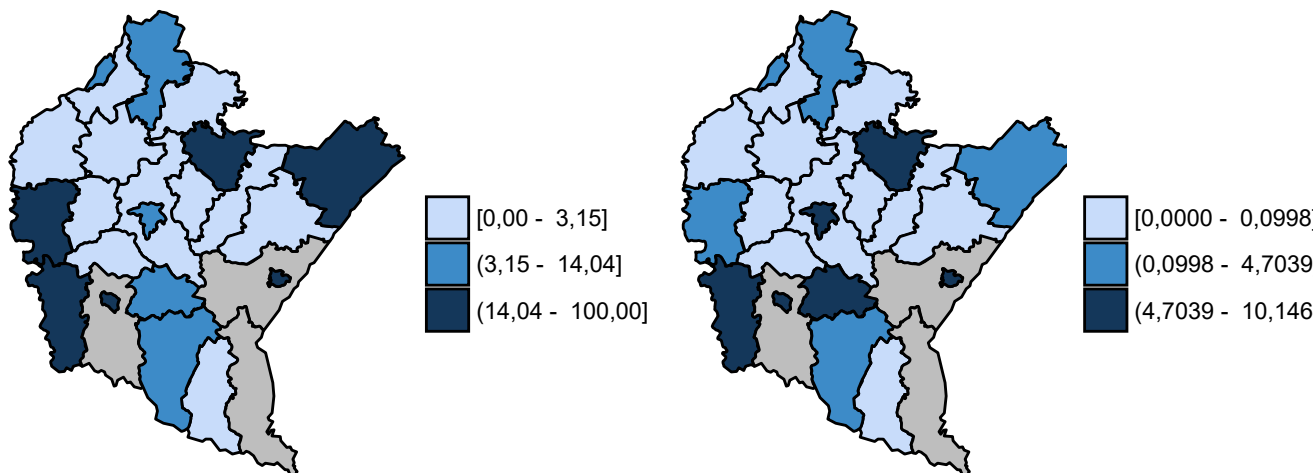 [0,00 - 3,15]
(3,15 - 14,04]
(14,04 - 100,00]
[0,0000 - 0,0998]
(0,0998 - 4,7039
(4,7039 - 10,146